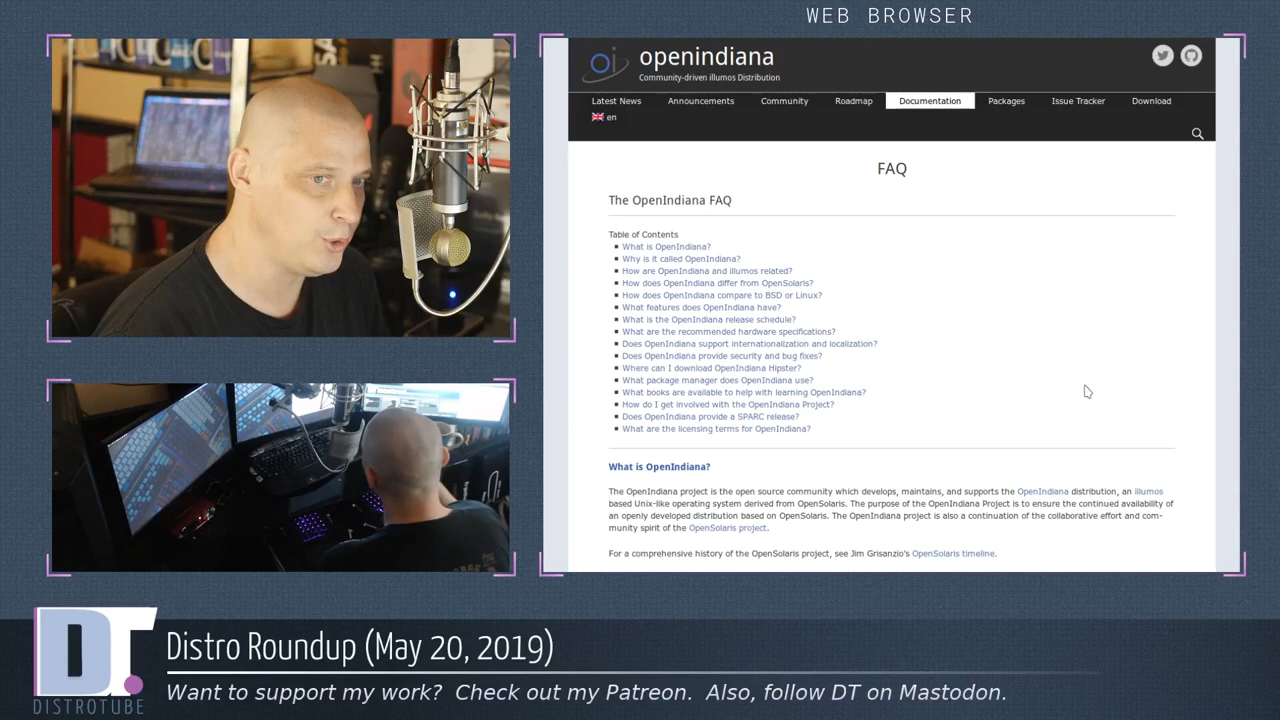 WEB BROWSER
oi
openindiana
Community-driven illumos Distribution
Latest News Announcements Community Roadmap Documentation Packages Issue Tracker Download
en
FAQ
The OpenIndiana FAQ
Table of Contents
What is OpenIndiana?
Why is it called OpenIndiana?
How are OpenIndiana and illumos related?
How does OpenIndiana differ from OpenSolaris?
How does OpenIndiana compare to BSD or Linux?
What features does OpenIndiana have?
What is the OpenIndiana release schedule?
What are the recommended hardware specifications?
Does OpenIndiana support internationalization and localization?
Does OpenIndiana provide security and bug fixes?
Where can I download OpenIndiana Hipster?
What package manager does OpenIndiana use?
What books are available to help with learning OpenIndiana?
How do I get involved with the OpenIndiana Project?
Does OpenIndiana provide a SPARC release?
What are the licensing terms for OpenIndiana?
What is OpenIndiana?
The OpenIndiana project is the open source community which develops, maintains, and supports the OpenIndiana distribution, an illumos
based Unix-like operating system derived from OpenSolaris. The purpose of the OpenIndiana Project is to ensure the continued availability of
an openly developed distribution based on OpenSolaris. The OpenIndiana project is also a continuation of the collaborative effort and com-
munity spirit of the OpenSolaris project.
For a comprehensive history of the OpenSolaris project, see Jim Grisanzio's OpenSolaris timeline.
DT
DISTROTUBE
Distro Roundup (May 20, 2019)
Want to support my work? Check out my Patreon. Also, follow DT on Mastodon.